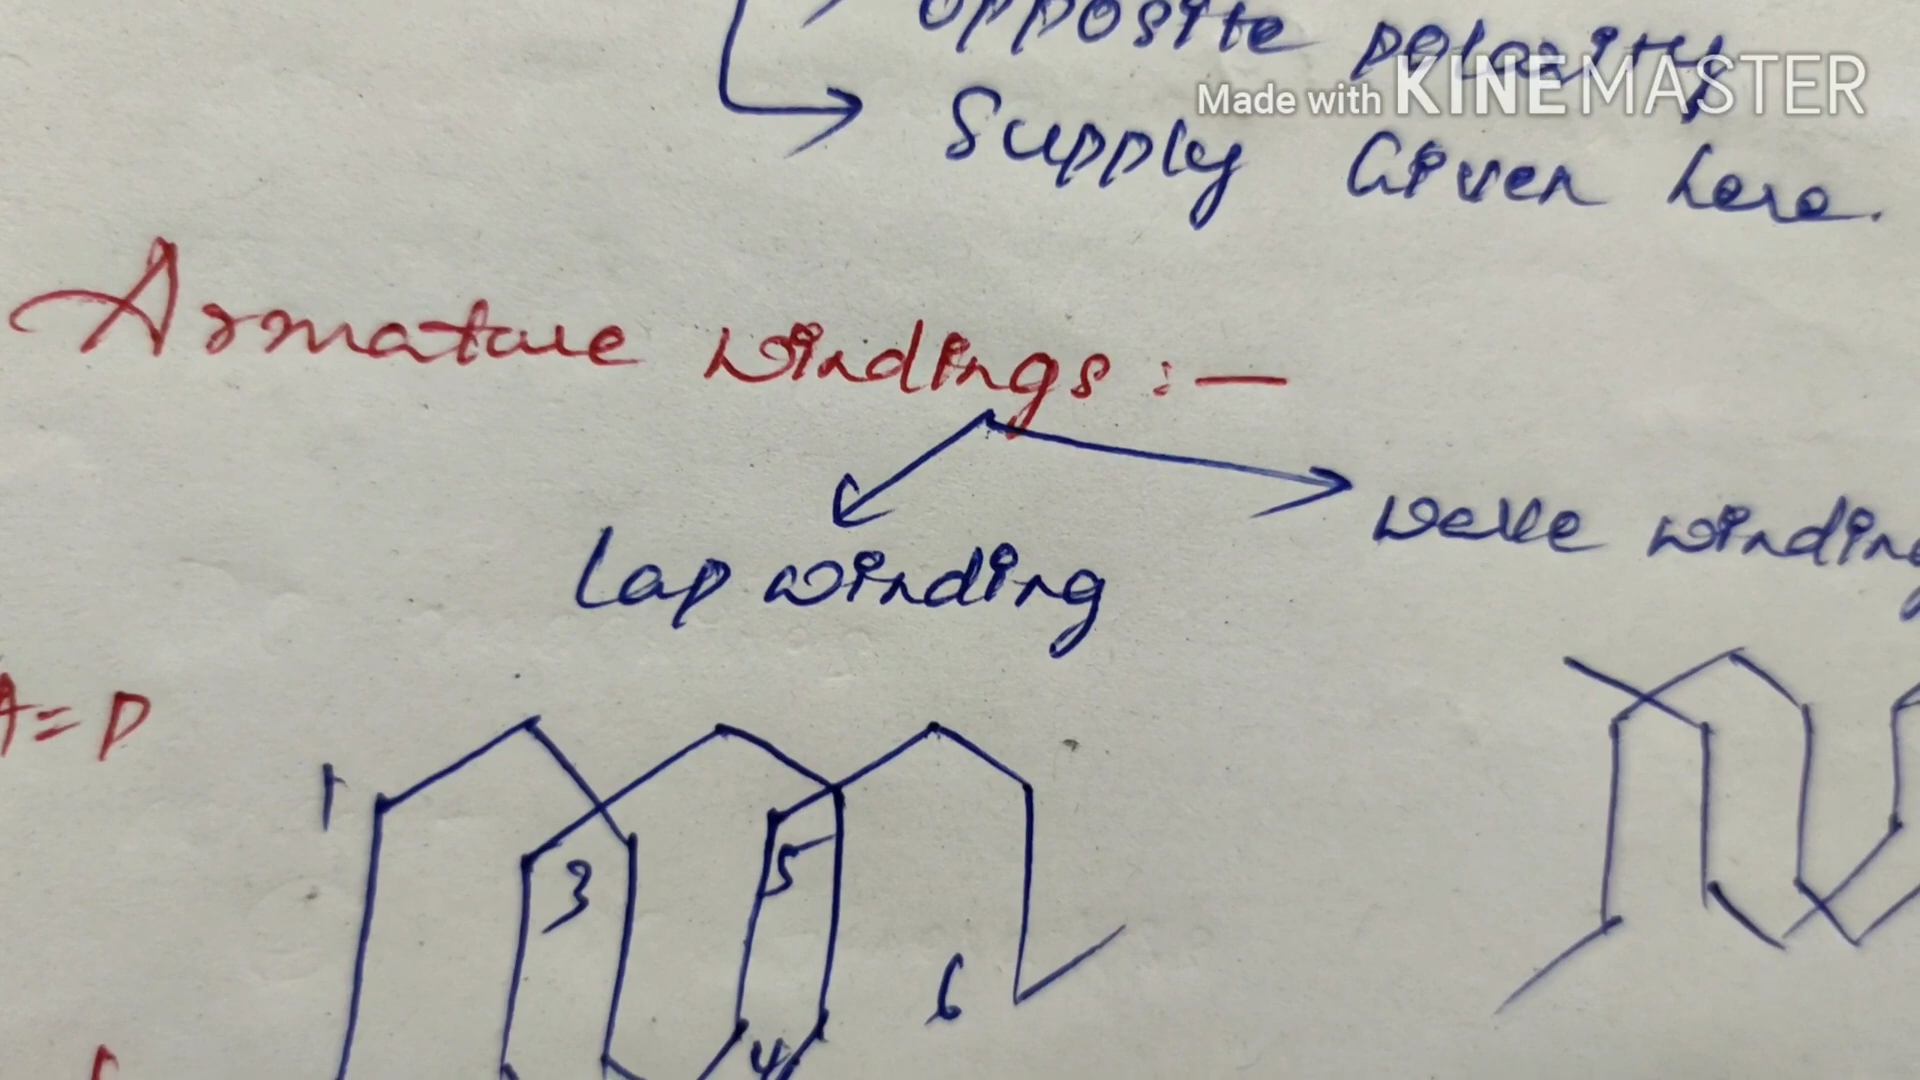 opposite polarity
Made with KINEMASTER
Supply Given here.
Armature windings :—
Lap winding
wave winding
A = P
1
3
5
6
4